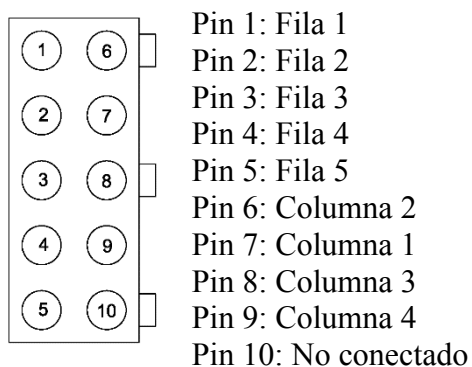 1 6
2 7
3 8
4 9
5 10
Pin 1: Fila 1
Pin 2: Fila 2
Pin 3: Fila 3
Pin 4: Fila 4
Pin 5: Fila 5
Pin 6: Columna 2
Pin 7: Columna 1
Pin 8: Columna 3
Pin 9: Columna 4
Pin 10: No conectado